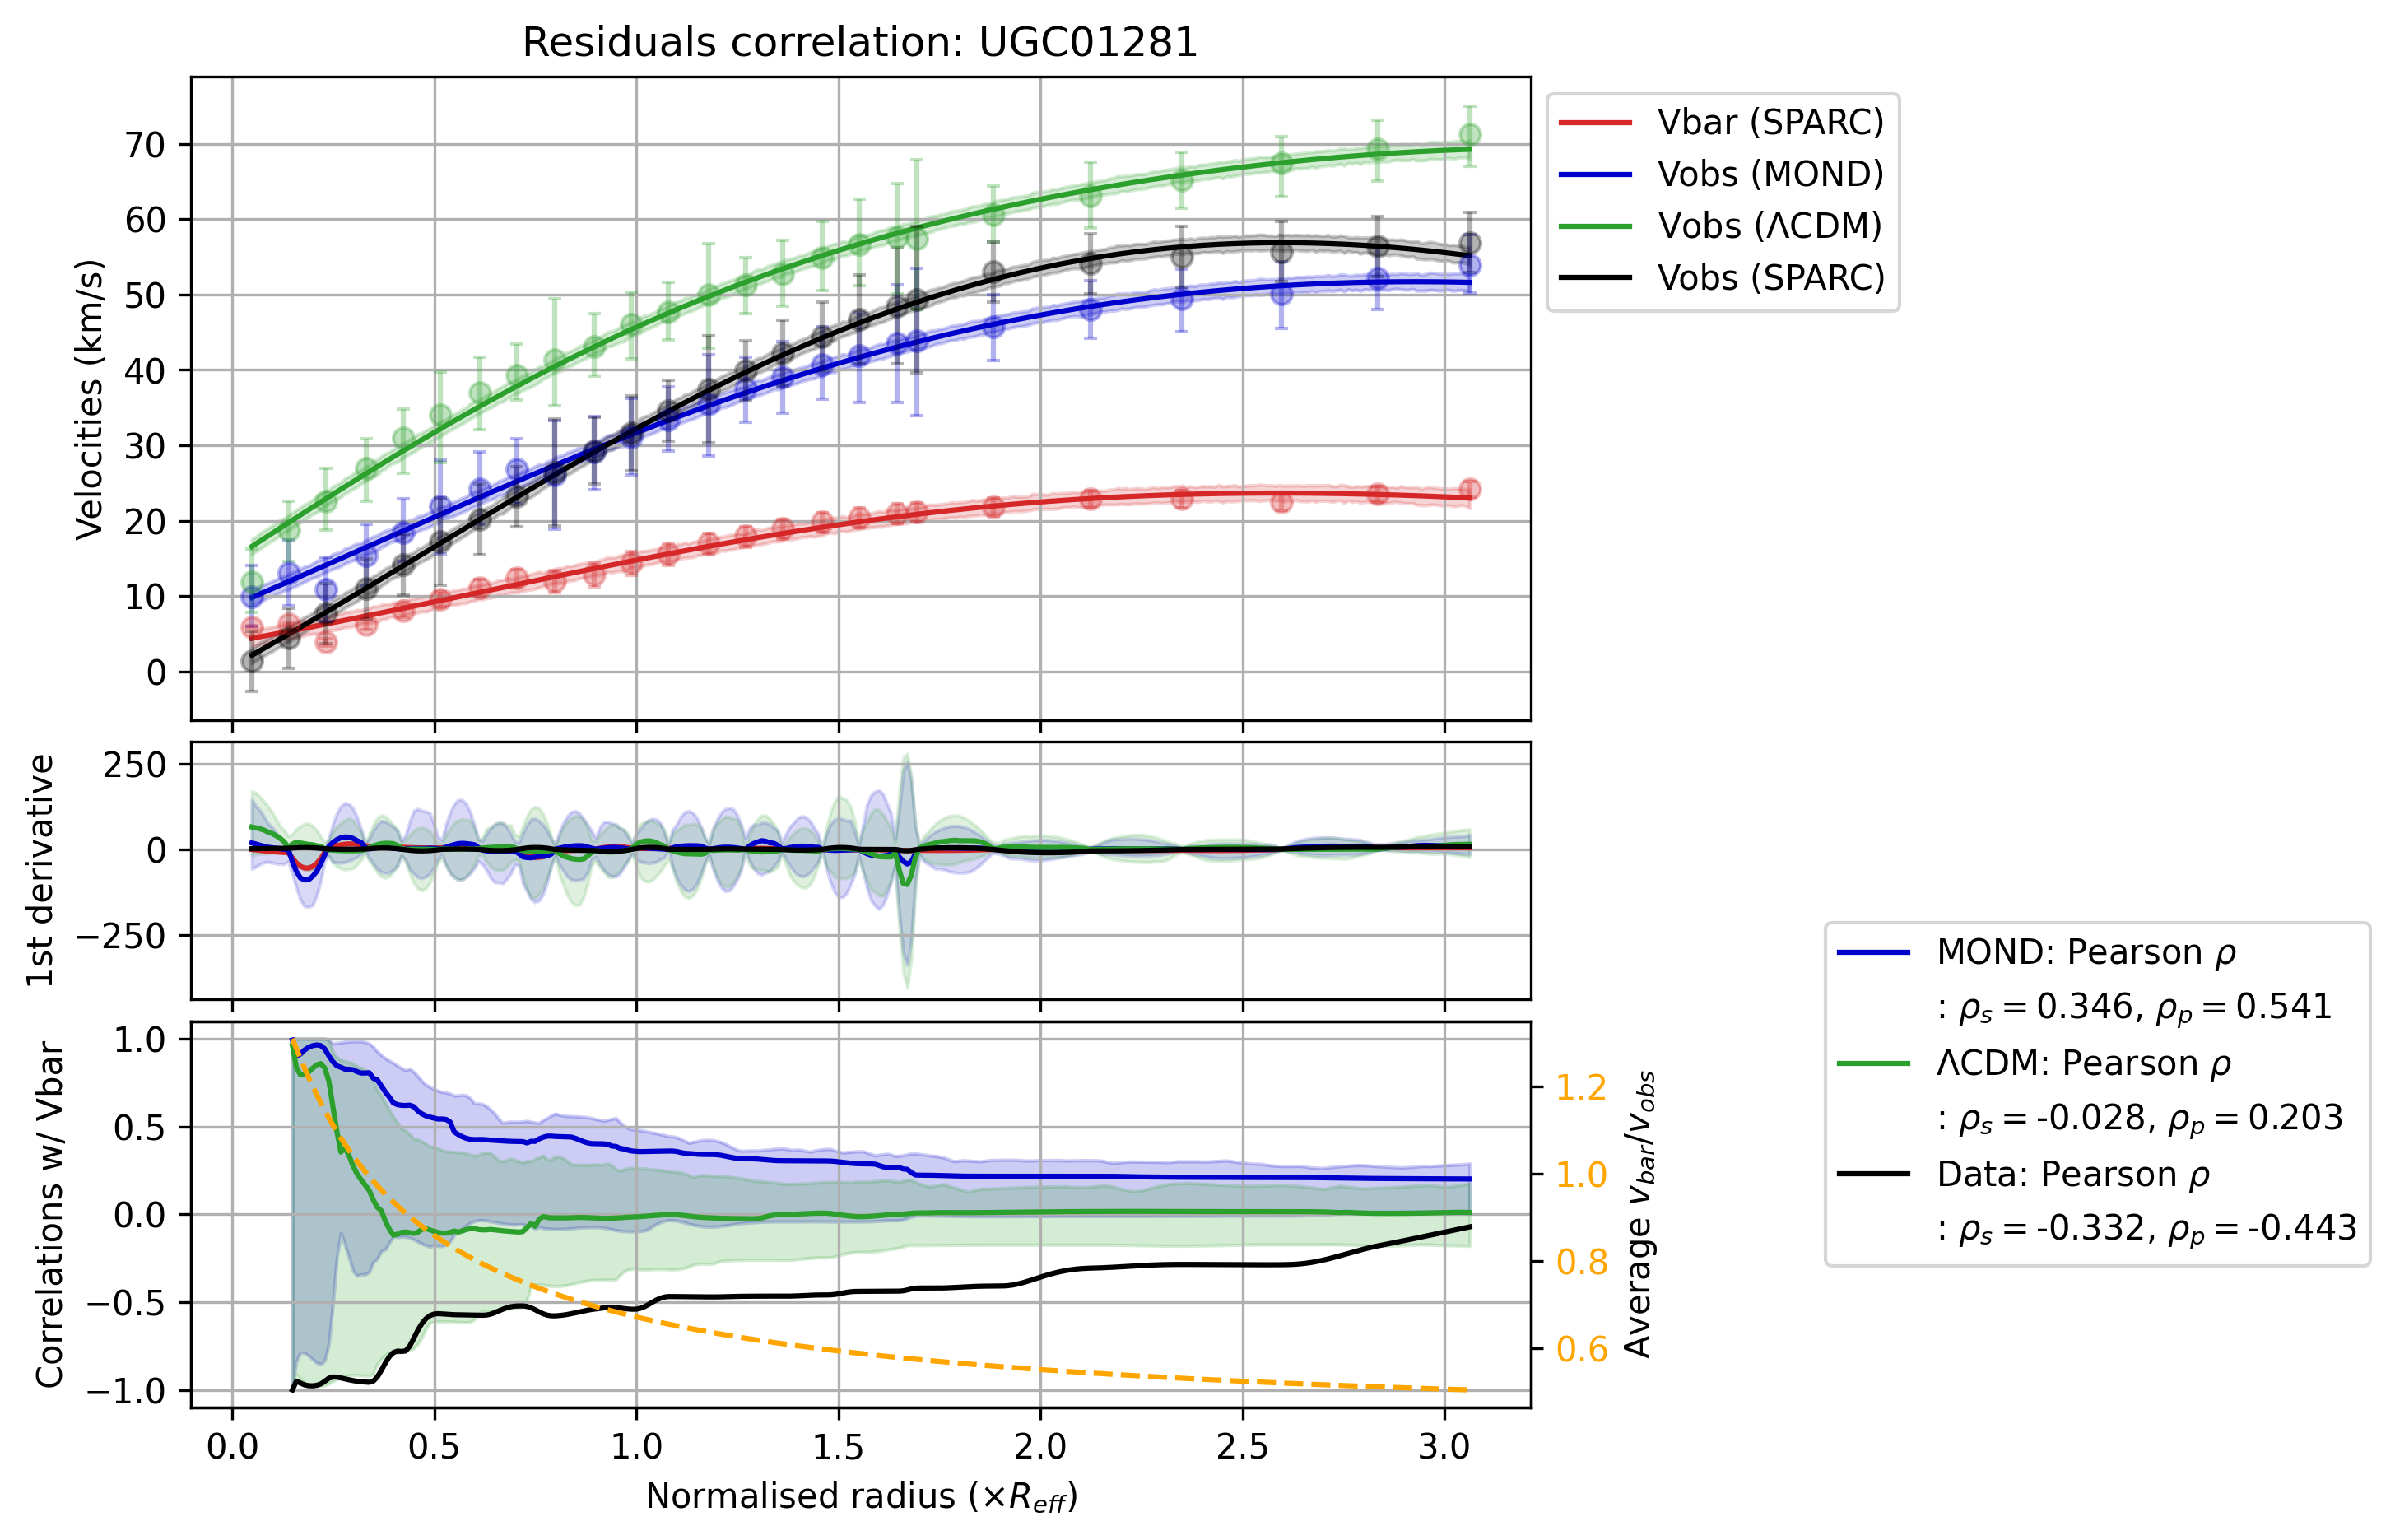 Residuals correlation: UGC01281
Velocities (km/s)
70
60
50
40
30
20
10
0
Vbar (SPARC)
Vobs (MOND)
Vobs (ΛCDM)
Vobs (SPARC)
1st derivative
250
0
−250
Correlations w/ Vbar
1.0
0.5
0.0
−0.5
−1.0
1.2
1.0
0.8
0.6
Average v_bar/v_obs
MOND: Pearson ρ
: ρ_s = 0.346, ρ_p = 0.541
ΛCDM: Pearson ρ
: ρ_s = -0.028, ρ_p = 0.203
Data: Pearson ρ
: ρ_s = -0.332, ρ_p = -0.443
0.0 0.5 1.0 1.5 2.0 2.5 3.0
Normalised radius (×R_eff)